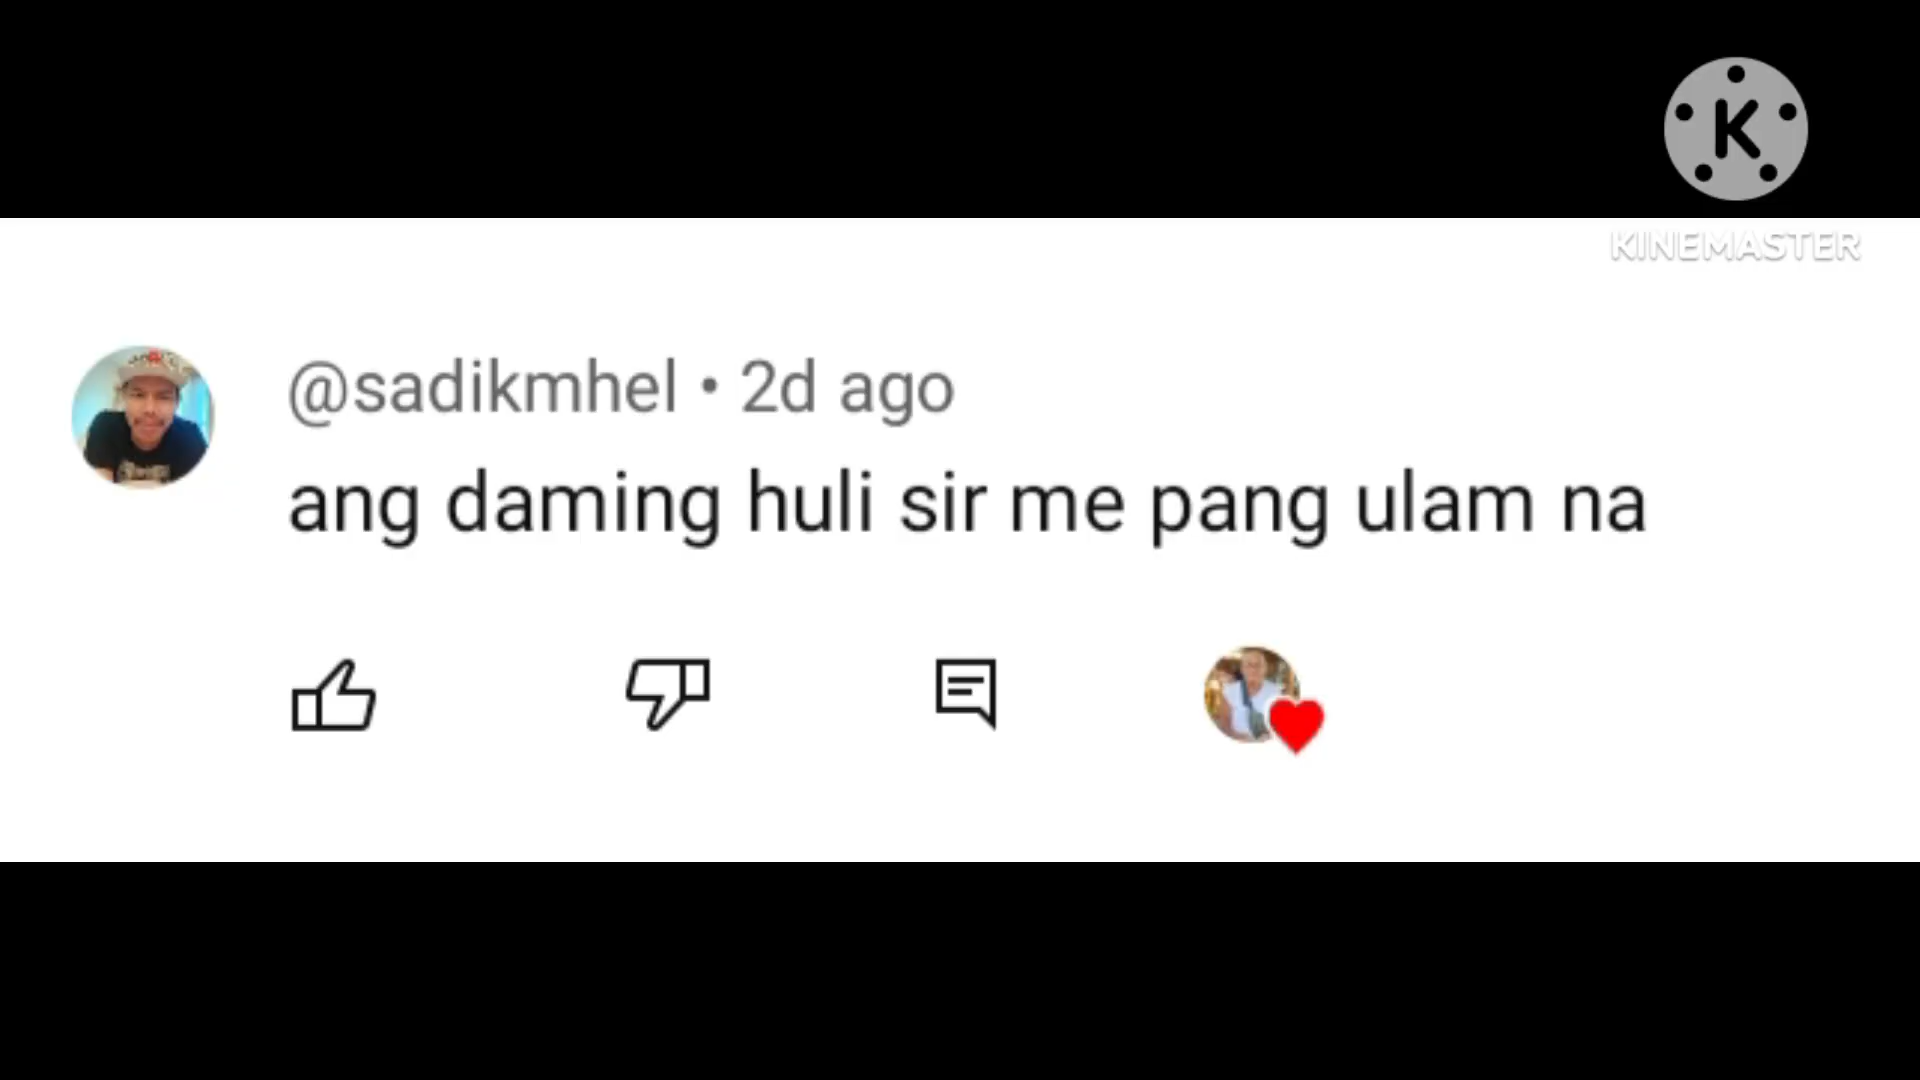 K
KINEMASTER
@sadikmhel • 2d ago
ang daming huli sir me pang ulam na